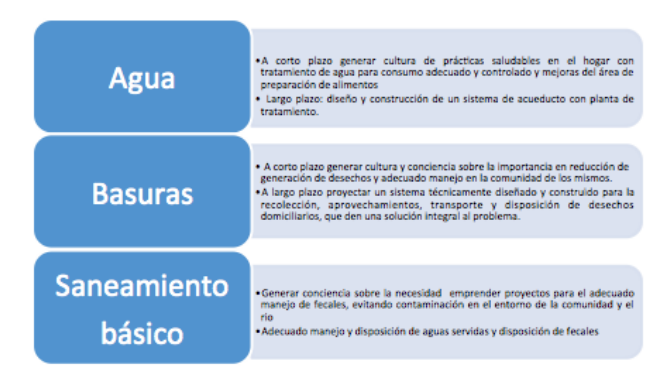 Agua
•A corto plazo generar cultura de prácticas saludables en el hogar con
tratamiento de agua para consumo adecuado y controlado y mejoras del área de
preparación de alimentos
• Largo plazo: diseño y construcción de un sistema de acueducto con planta de
tratamiento.
Basuras
• A corto plazo generar cultura y conciencia sobre la importancia en reducción de
generación de desechos y adecuado manejo en la comunidad de los mismos.
•A largo plazo proyectar un sistema técnicamente diseñado y construido para la
recolección, aprovechamientos, transporte y disposición de desechos
domiciliarios, que den una solución integral al problema.
Saneamiento
básico
•Generar conciencia sobre la necesidad emprender proyectos para el adecuado
manejo de fecales, evitando contaminación en el entorno de la comunidad y el
rio
•Adecuado manejo y disposición de aguas servidas y disposición de fecales